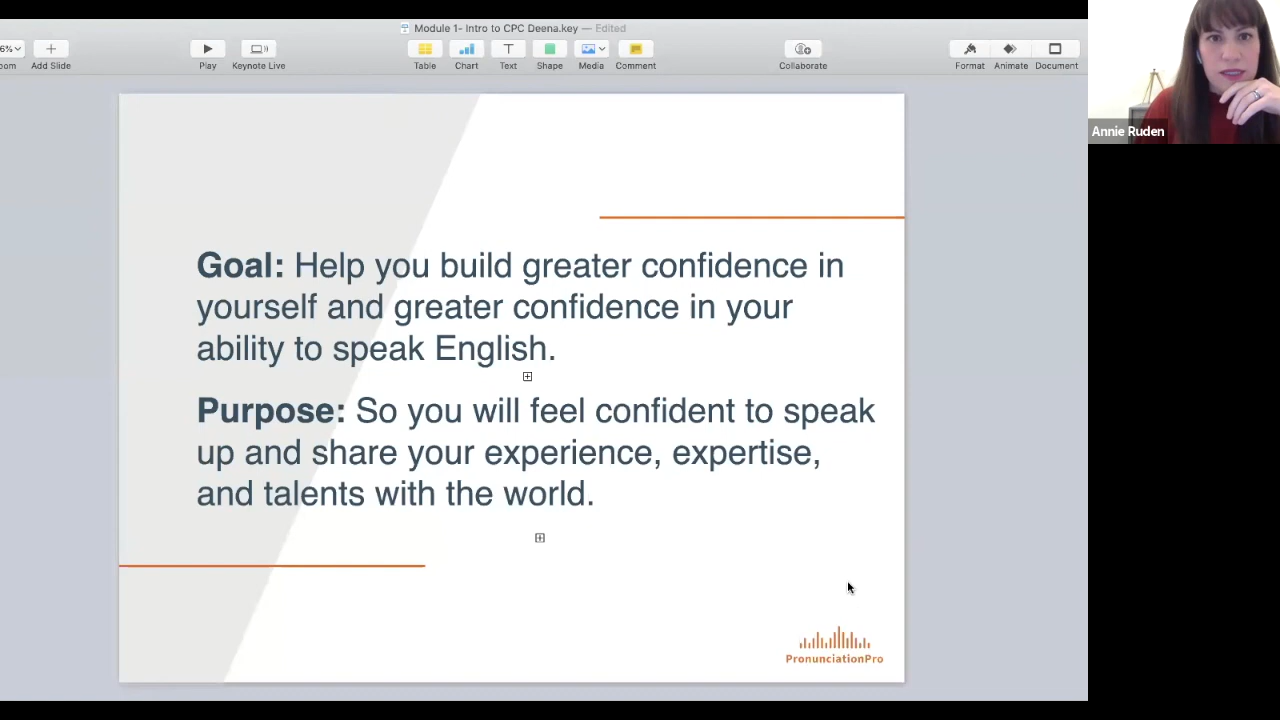 Module 1- Intro to CPC Deena.key — Edited
6%
oom
Add Slide
Play
Keynote Live
Table
Chart
Text
Shape
Media
Comment
Collaborate
Format
Animate
Document
Annie Ruden
Goal: Help you build greater confidence in
yourself and greater confidence in your
ability to speak English.
Purpose: So you will feel confident to speak
up and share your experience, expertise,
and talents with the world.
PronunciationPro